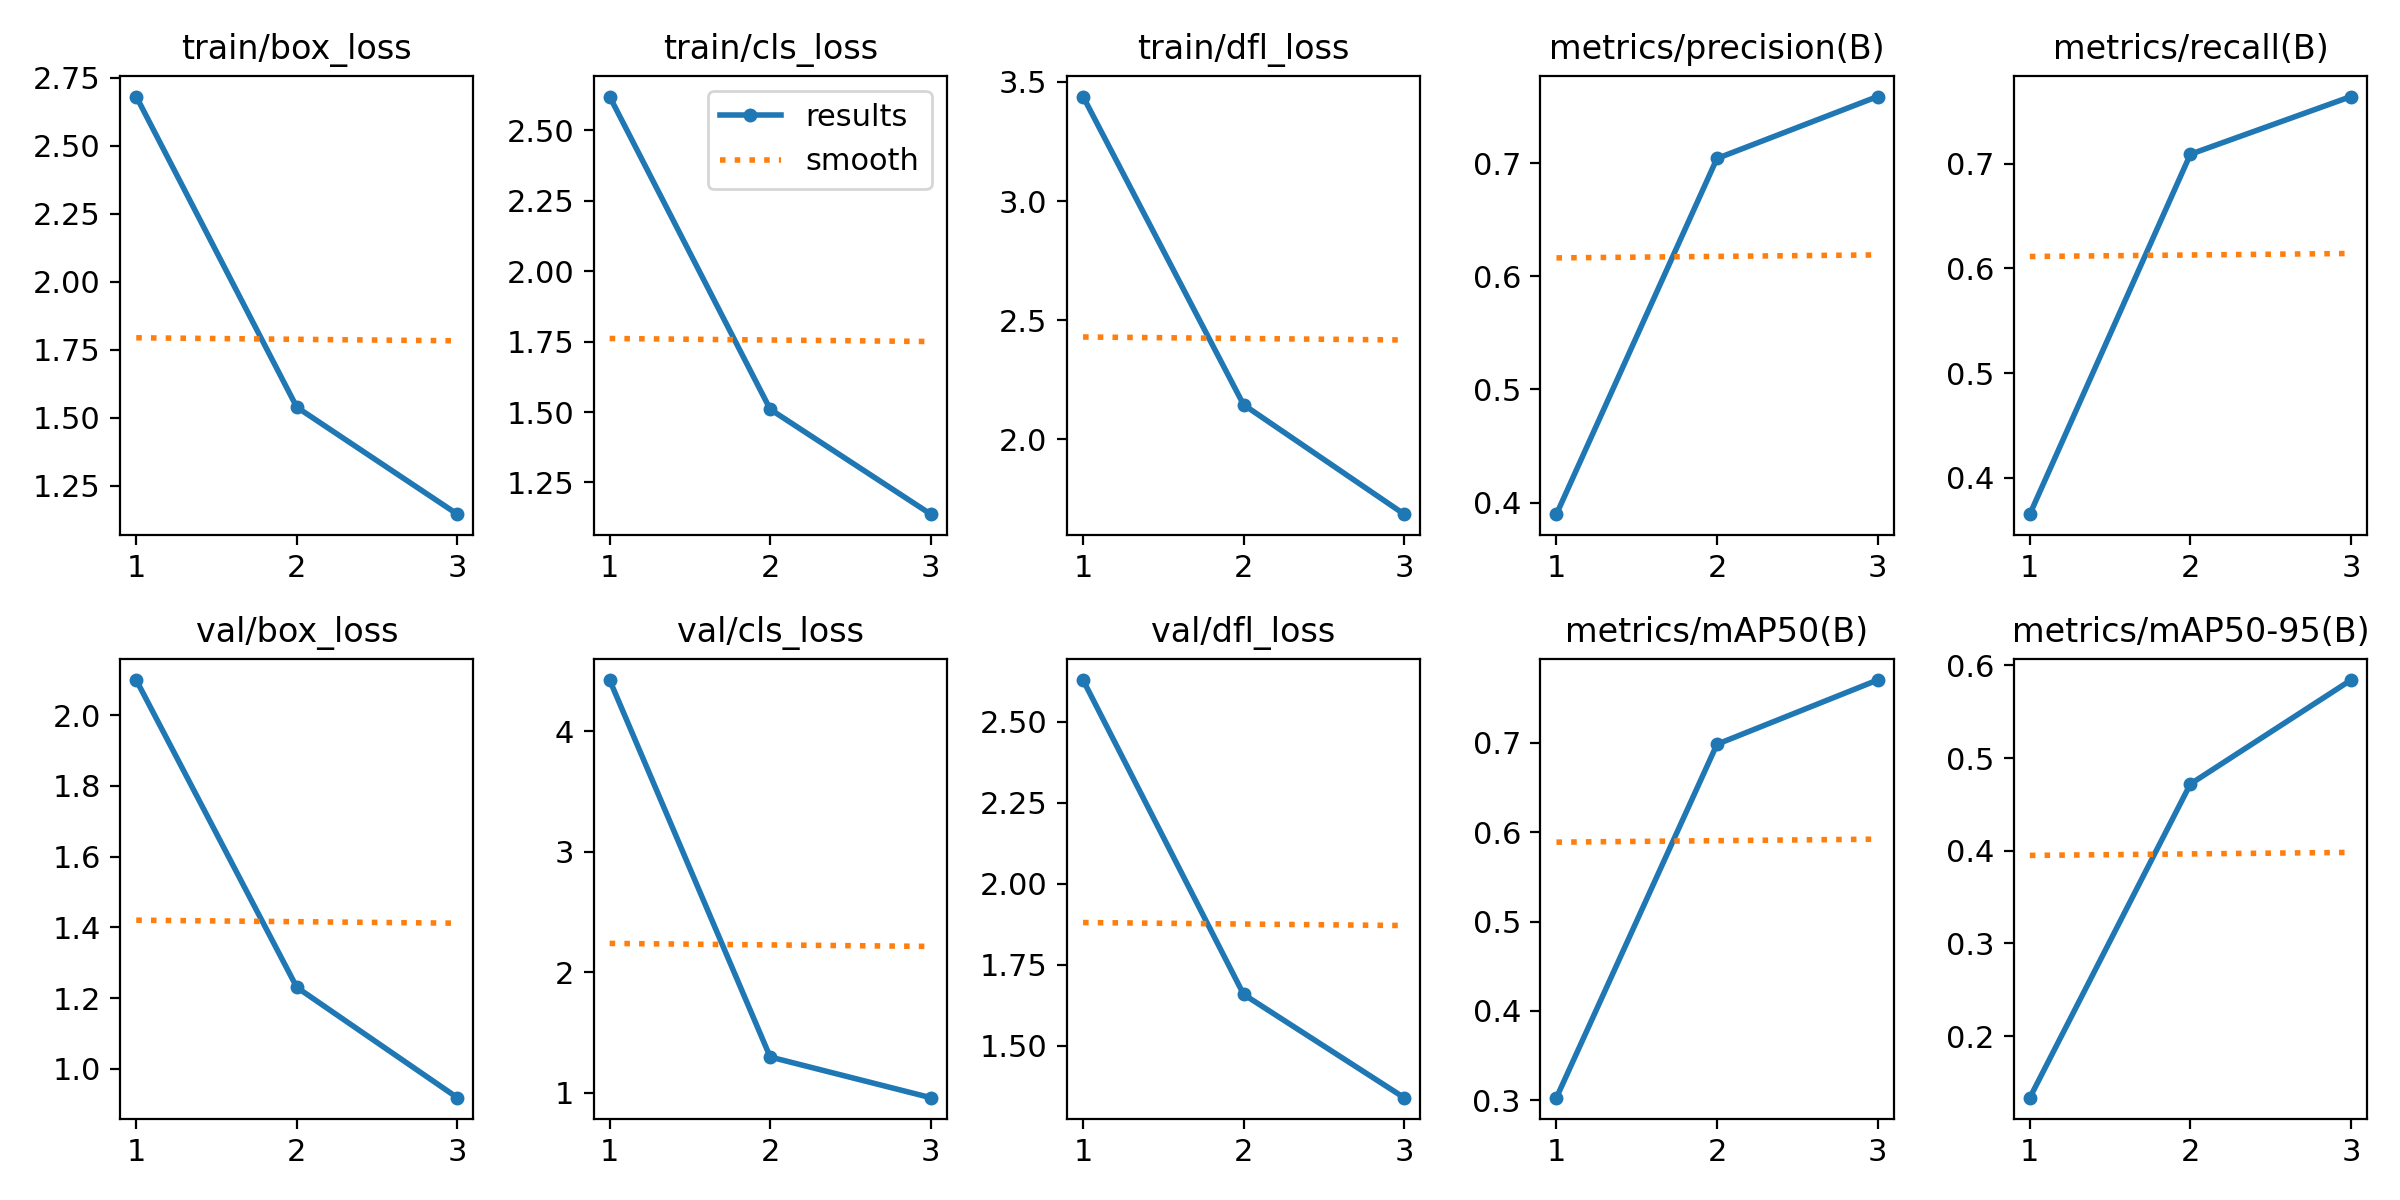 train/box_loss
2.75
2.50
2.25
2.00
1.75
1.50
1.25
1 2 3
train/cls_loss
results
smooth
2.50
2.25
2.00
1.75
1.50
1.25
1 2 3
train/dfl_loss
3.5
3.0
2.5
2.0
1 2 3
metrics/precision(B)
0.7
0.6
0.5
0.4
1 2 3
metrics/recall(B)
0.7
0.6
0.5
0.4
1 2 3
val/box_loss
2.0
1.8
1.6
1.4
1.2
1.0
1 2 3
val/cls_loss
4
3
2
1
1 2 3
val/dfl_loss
2.50
2.25
2.00
1.75
1.50
1 2 3
metrics/mAP50(B)
0.7
0.6
0.5
0.4
0.3
1 2 3
metrics/mAP50-95(B)
0.6
0.5
0.4
0.3
0.2
1 2 3